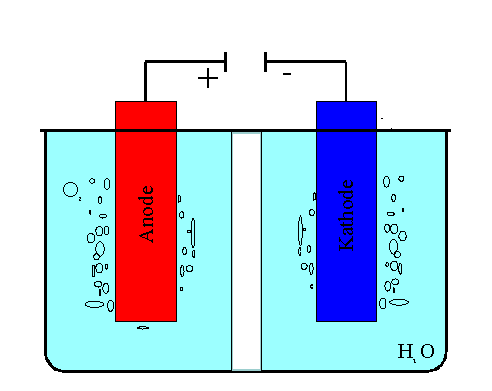 + -
Anode
Kathode
H₂O